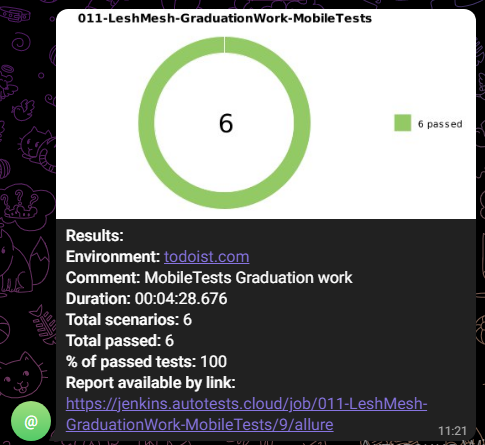 011-LeshMesh-GraduationWork-MobileTests
6
6 passed
Results:
Environment: todoist.com
Comment: MobileTests Graduation work
Duration: 00:04:28.676
Total scenarios: 6
Total passed: 6
% of passed tests: 100
Report available by link:
https://jenkins.autotests.cloud/job/011-LeshMesh-
GraduationWork-MobileTests/9/allure
@
11:21